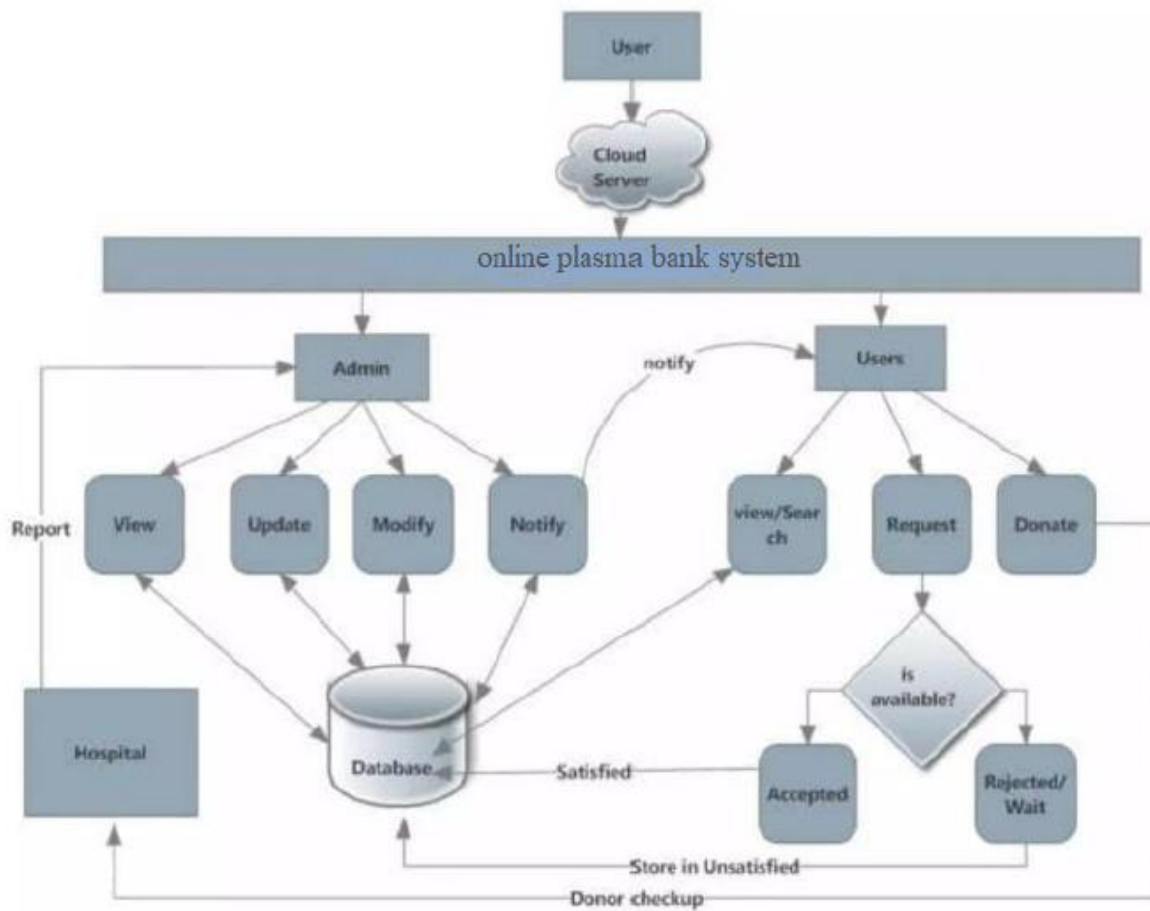 User
Cloud
Server
online plasma bank system
Admin
notify
Users
Report
View
Update
Modify
Notify
view/Sear
ch
Request
Donate
is
available?
Hospital
Database
Satisfied
Accepted
Rejected/
Wait
Store in Unsatisfied
Donor checkup